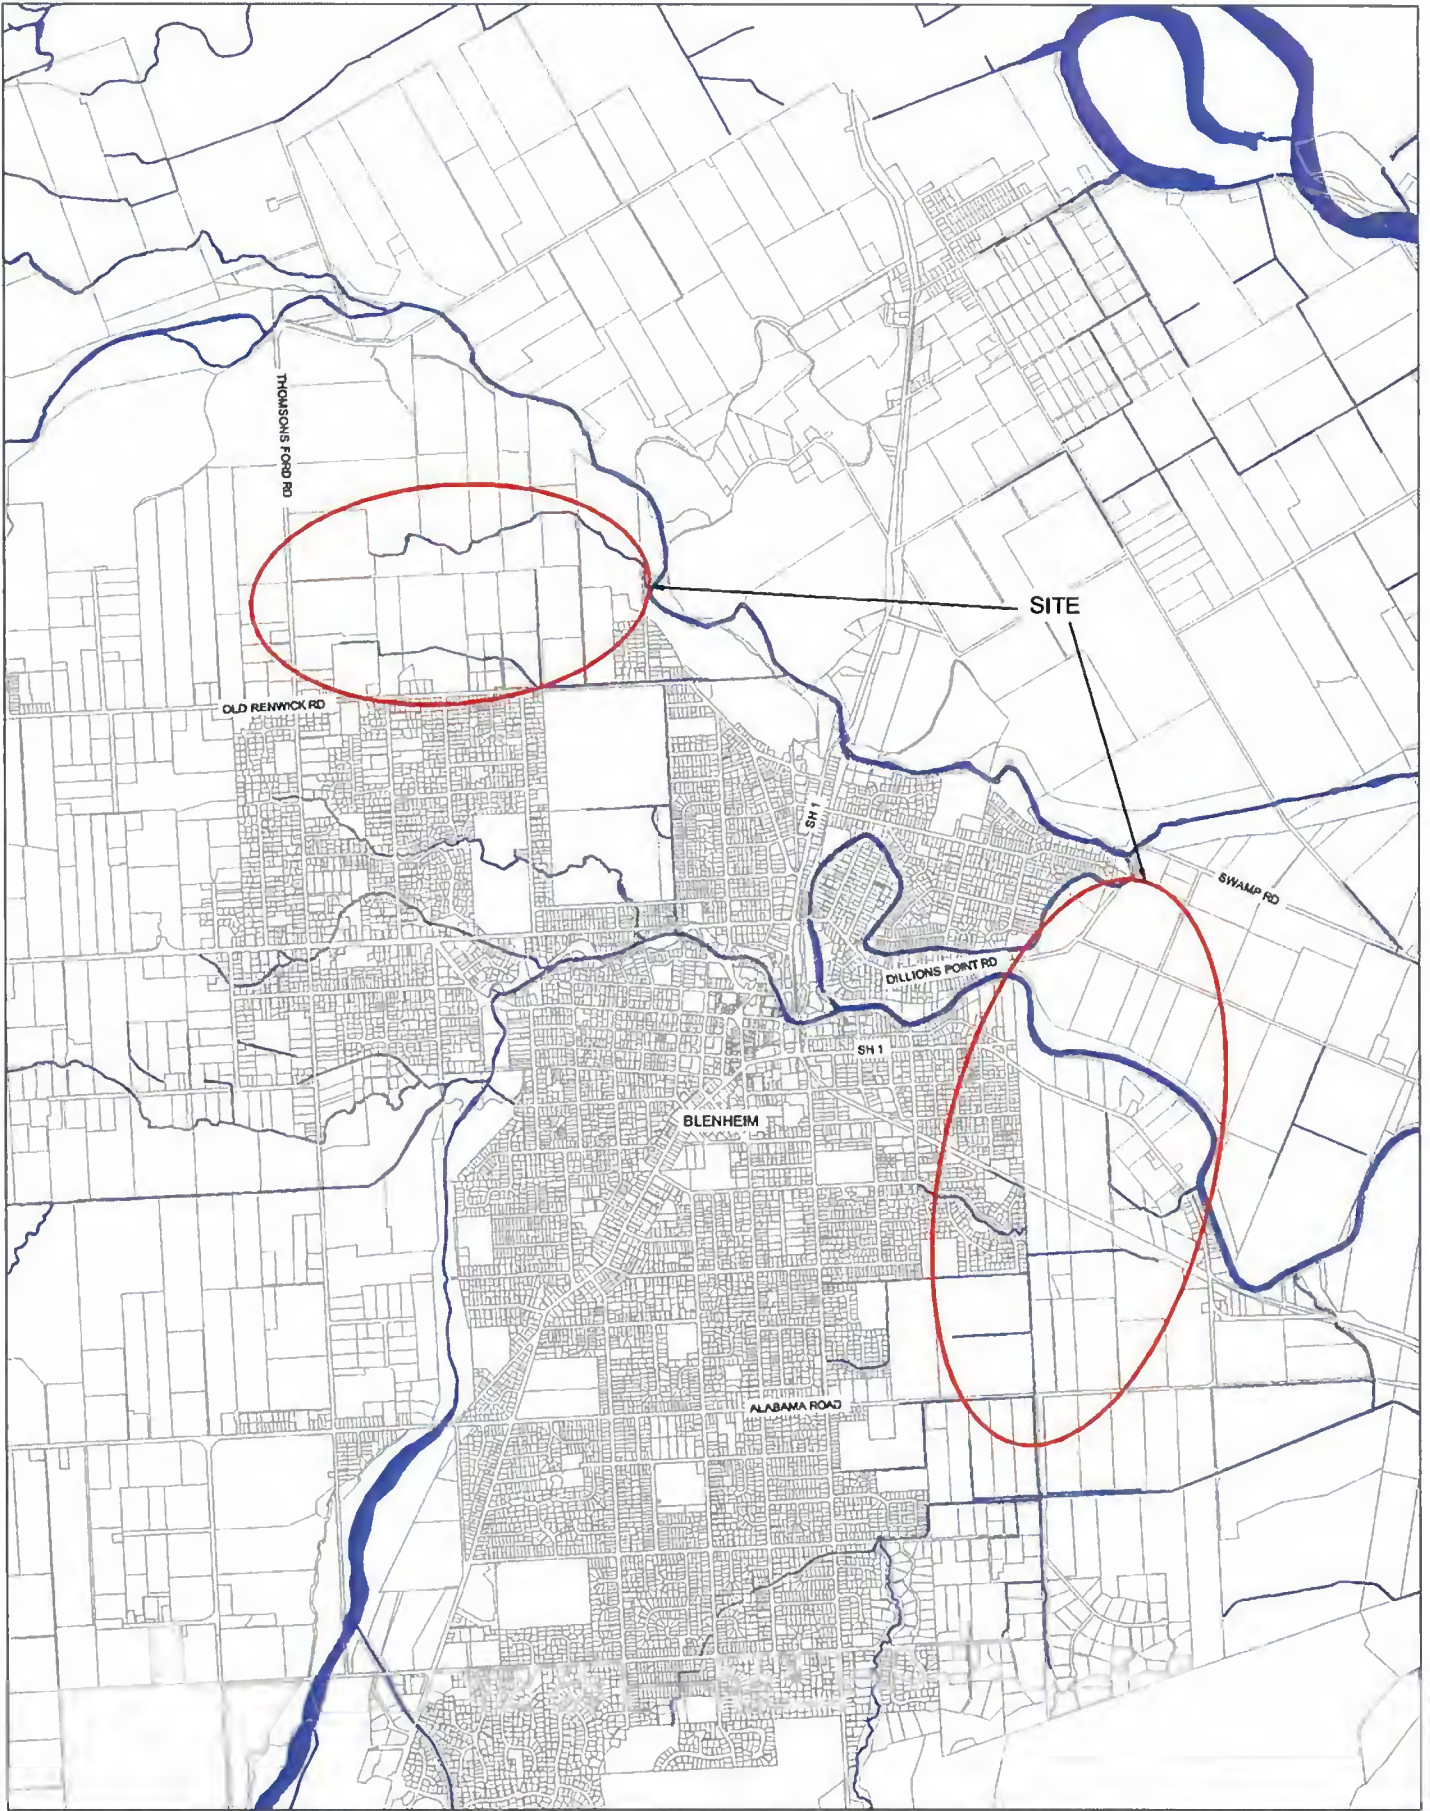 THOMSONS FORD RD
SITE
OLD RENWICK RD
SH 1
SWAMP RD
DILLIONS POINT RD
SH 1
BLENHEIM
ALABAMA ROAD